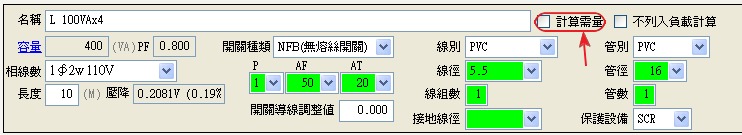 名稱 L 100VAx4 計算需量 不列入負載計算
容量 400 (VA) PF 0.800 開關種類 NFB(無熔絲開關) 線別 PVC 管別 PVC
相線數 1∮2w110V P AF AT 線徑 5.5 管徑 16
1 50 20
長度 10 (M) 壓降 0.2081V (0.19% 線組數 1 管數 1
開關導線調整值 0.000 接地線徑 保護設備 SCR